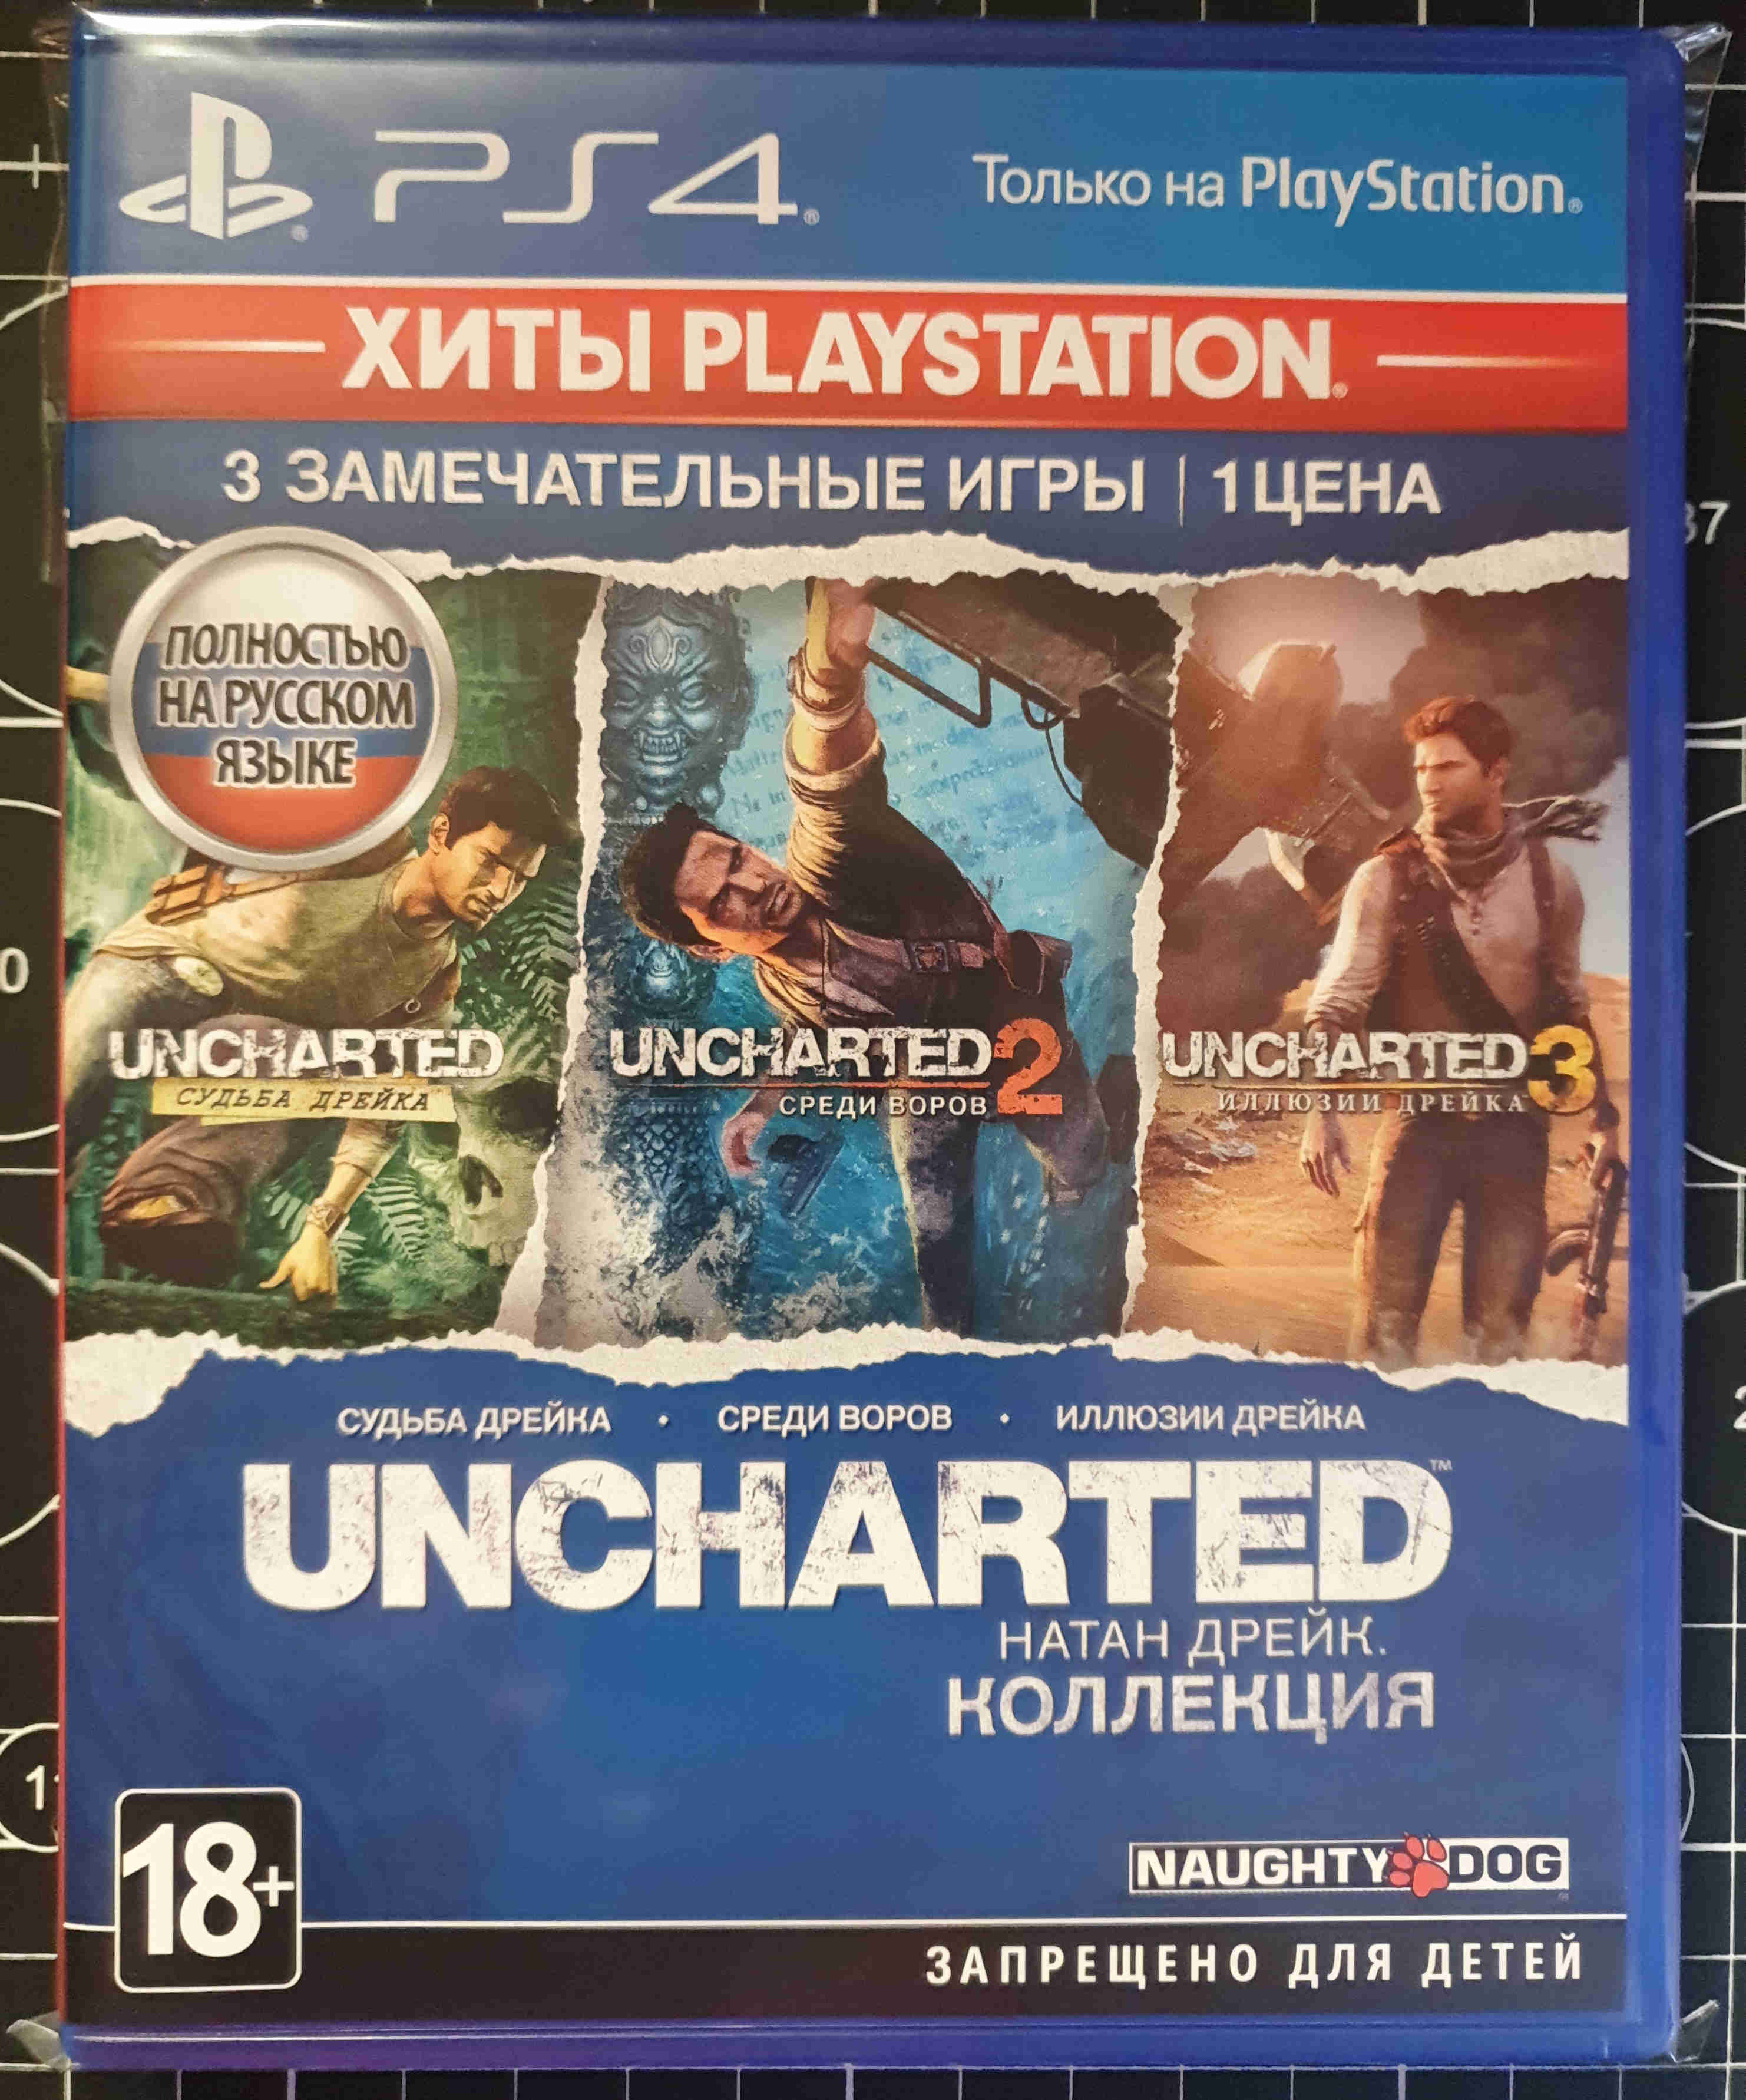 PS4
Только на PlayStation
ХИТЫ PLAYSTATION
3 ЗАМЕЧАТЕЛЬНЫЕ ИГРЫ | 1 ЦЕНА
ПОЛНОСТЬЮ
НА РУССКОМ
ЯЗЫКЕ
UNCHARTED
СУДЬБА ДРЕЙКА
UNCHARTED 2
СРЕДИ ВОРОВ
UNCHARTED 3
ИЛЛЮЗИИ ДРЕЙКА
СУДЬБА ДРЕЙКА • СРЕДИ ВОРОВ • ИЛЛЮЗИИ ДРЕЙКА
UNCHARTED™
НАТАН ДРЕЙК.
КОЛЛЕКЦИЯ
18+
NAUGHTY DOG
ЗАПРЕЩЕНО ДЛЯ ДЕТЕЙ